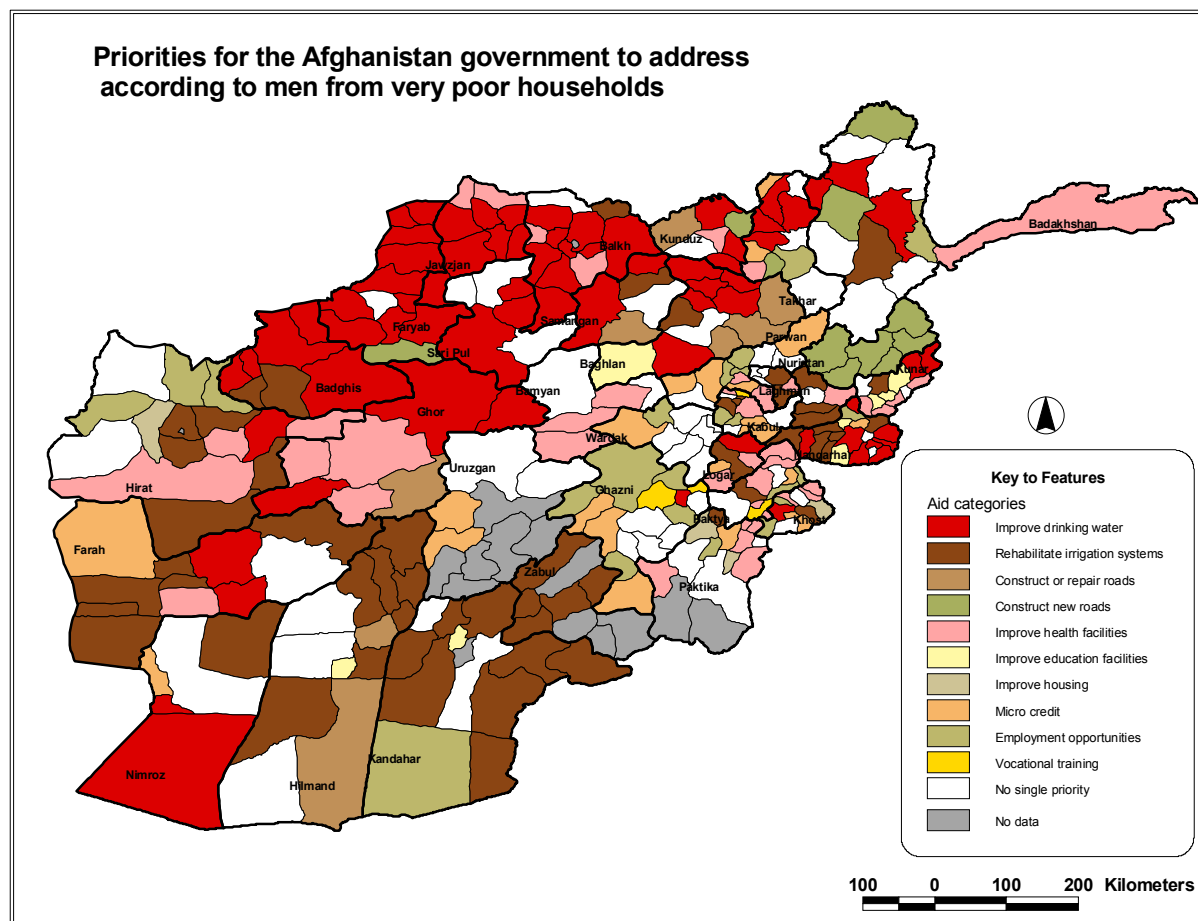 Priorities for the Afghanistan government to address
according to men from very poor households
Badakhshan
Kunduz
Balkh
Jawzjan
Takhar
Samangan
Faryab
Parwan
Sari Pul
Nuristan
Baghlan
Kunar
Badghis
Bamyan
Laghman
Ghor
Kabul
Wardak
Nangarha
Uruzgan
Logar
Hirat
Ghazni
Paktya
Khost
Farah
Zabul
Paktika
Kandahar
Nimroz
Hilmand
Key to Features
Aid categories
Improve drinking water
Rehabilitate irrigation systems
Construct or repair roads
Construct new roads
Improve health facilities
Improve education facilities
Improve housing
Micro credit
Employment opportunities
Vocational training
No single priority
No data
100 0 100 200 Kilometers